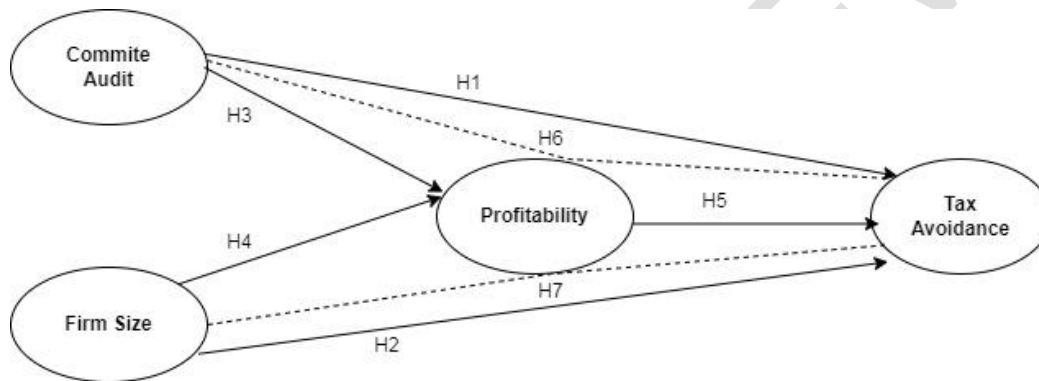 Commite
Audit
H1
H3
H6
Profitability
H5
Tax
Avoidance
H4
H7
Firm Size
H2